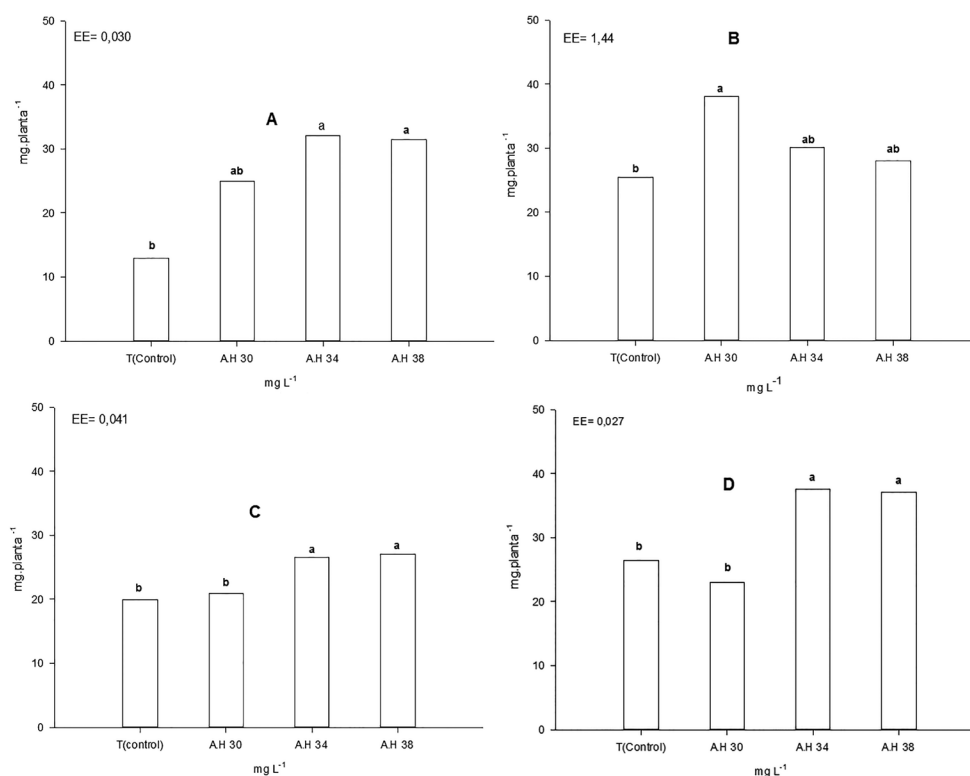 50
EE= 0,030
40
A
a
a
30
ab
mg.planta-1
20
b
10
0
T(Control) A.H 30 A.H 34 A.H 38
mg L-1
50
EE= 1,44
B
40
a
ab
30
ab
b
mg.planta-1
20
10
0
T(Control) A.H 30 A.H 34 A.H 38
mg L-1
50
EE= 0,041
40
C
30
a
a
b
b
mg.planta-1
20
10
0
T(control) A.H 30 A.H 34 A.H 38
mg L-1
50
EE= 0,027
40
D
a
a
30
b
b
mg.planta-1
20
10
0
T(Control) A.H 30 A.H 34 A.H 38
mg L-1